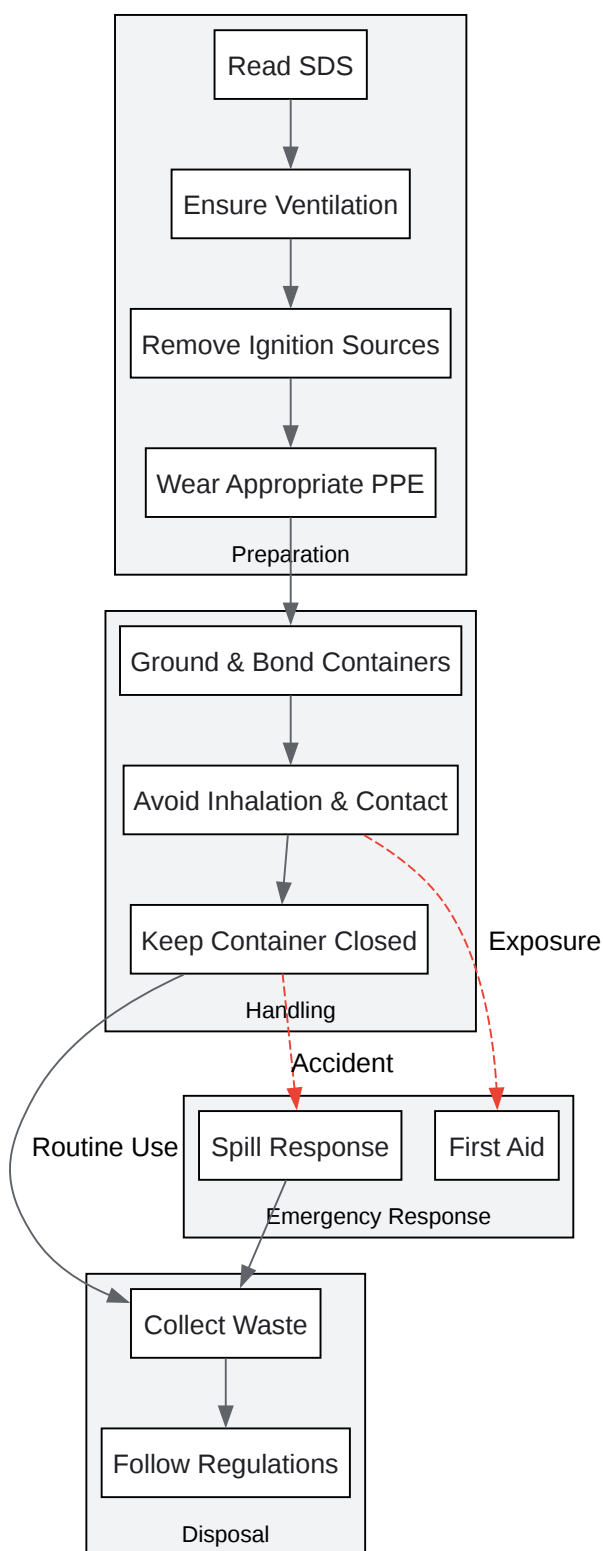 Read SDS
Ensure Ventilation
Remove Ignition Sources
Wear Appropriate PPE
Preparation
Ground & Bond Containers
Avoid Inhalation & Contact
Keep Container Closed
Exposure
Handling
Accident
Routine Use
Spill Response
First Aid
Emergency Response
Collect Waste
Follow Regulations
Disposal